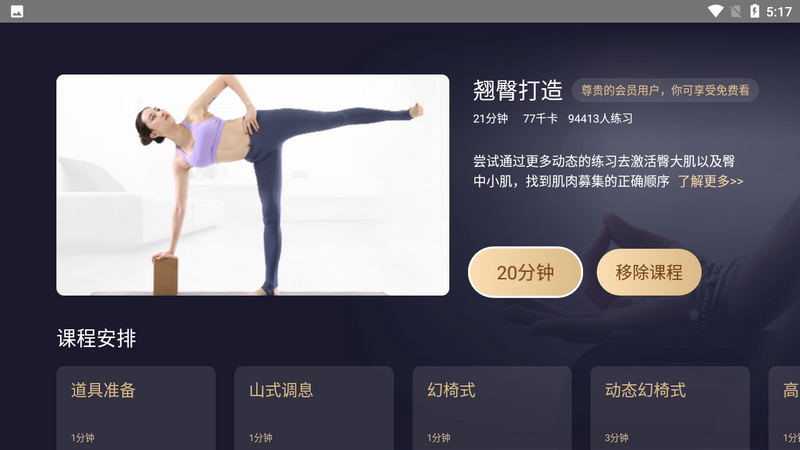 5:17
翘臀打造
尊贵的会员用户，你可享受免费看
21分钟 77千卡 94413人练习
尝试通过更多动态的练习去激活臀大肌以及臀
中小肌，找到肌肉募集的正确顺序 了解更多>>
20分钟
移除课程
课程安排
道具准备
山式调息
幻椅式
动态幻椅式
高
1分钟
1分钟
1分钟
3分钟
1分